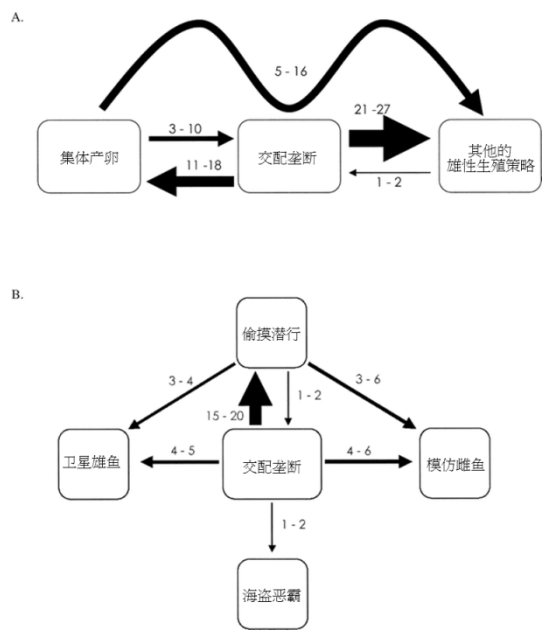 A.
5 - 16
21 -27
3 - 10
集体产卵
交配垄断
其他的
雄性生殖策略
11 -18
1 - 2
B.
偷摸潜行
3 - 4
1 - 2
3 - 6
15 - 20
卫星雄鱼
4 - 5
交配垄断
4 - 6
模仿雌鱼
1 - 2
海盗恶霸